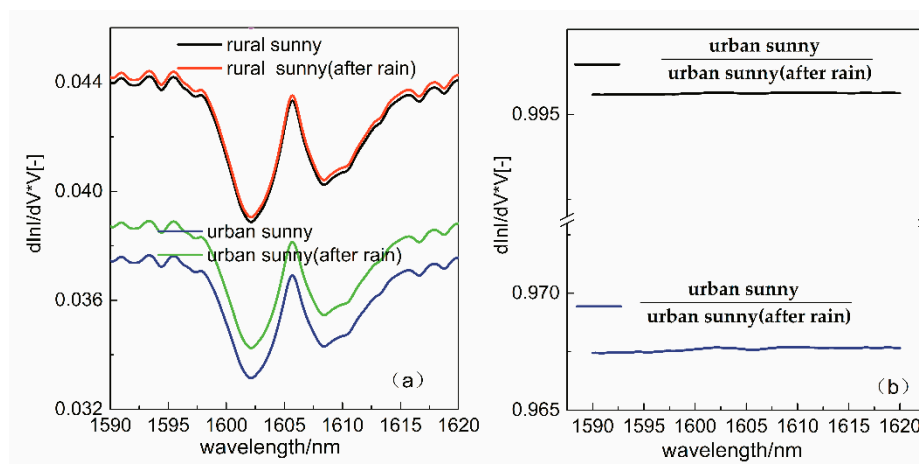 rural sunny
rural sunny(after rain)
urban sunny
urban sunny(after rain)
0.044
0.040
0.036
0.032
dlnI/dV*V[-]
1590 1595 1600 1605 1610 1615 1620
wavelength/nm
(a)
urban sunny
urban sunny(after rain)
urban sunny
urban sunny(after rain)
0.995
0.970
0.965
dlnI/dV*V[-]
1590 1595 1600 1605 1610 1615 1620
wavelength/nm
(b)